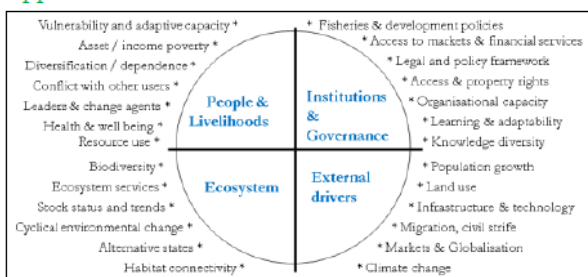 Vulnerability and adaptive capacity *
Asset / income poverty *
Diversification / dependence *
Conflict with other users *
Leaders & change agents *
Health & well being *
Resource use *
Biodiversity *
Ecosystem services *
Stock status and trends *
Cyclical environmental change *
Alternative states *
Habitat connectivity *
People &
Livelihoods
Institutions
&
Governance
Ecosystem
External
drivers
* Fisheries & development policies
* Access to markets & financial services
* Legal and policy framework
* Access & property rights
* Organisational capacity
* Learning & adaptability
* Knowledge diversity
* Population growth
* Land use
* Infrastructure & technology
* Migration, civil strife
* Markets & Globalisation
* Climate change